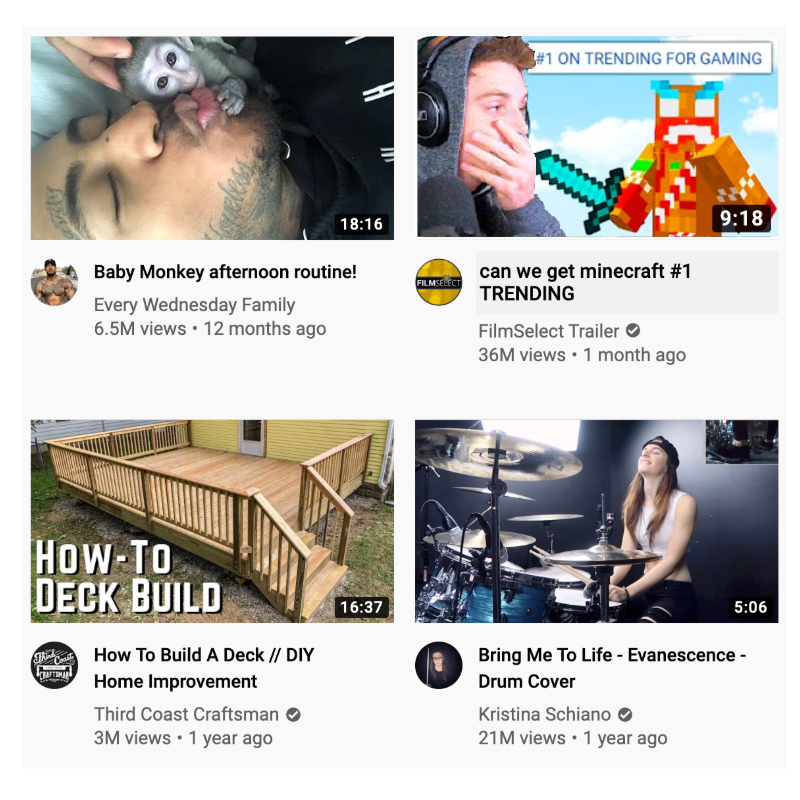 #1 ON TRENDING FOR GAMING
18:16
9:18
Baby Monkey afternoon routine!
Every Wednesday Family
6.5M views • 12 months ago
FILMSELECT
can we get minecraft #1
TRENDING
FilmSelect Trailer
36M views • 1 month ago
HOW-TO
DECK BUILD
16:37
5:06
Third Coast
CRAFTSMAN
How To Build A Deck // DIY
Home Improvement
Third Coast Craftsman
3M views • 1 year ago
Bring Me To Life - Evanescence -
Drum Cover
Kristina Schiano
21M views • 1 year ago